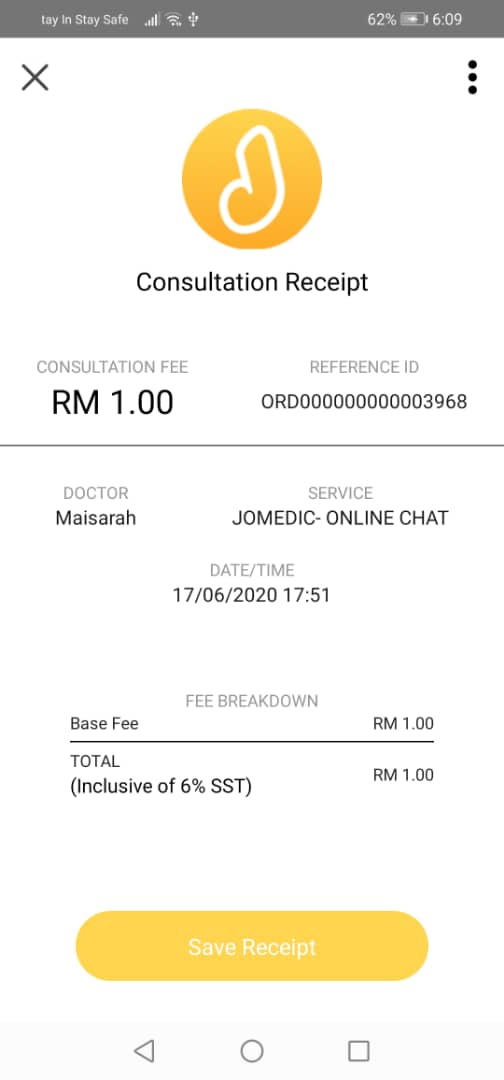 tay In Stay Safe 62% 6:09
Consultation Receipt
CONSULTATION FEE REFERENCE ID
RM 1.00 ORD000000000003968
DOCTOR SERVICE
Maisarah JOMEDIC- ONLINE CHAT
DATE/TIME
17/06/2020 17:51
FEE BREAKDOWN
Base Fee RM 1.00
TOTAL
(Inclusive of 6% SST) RM 1.00
Save Receipt